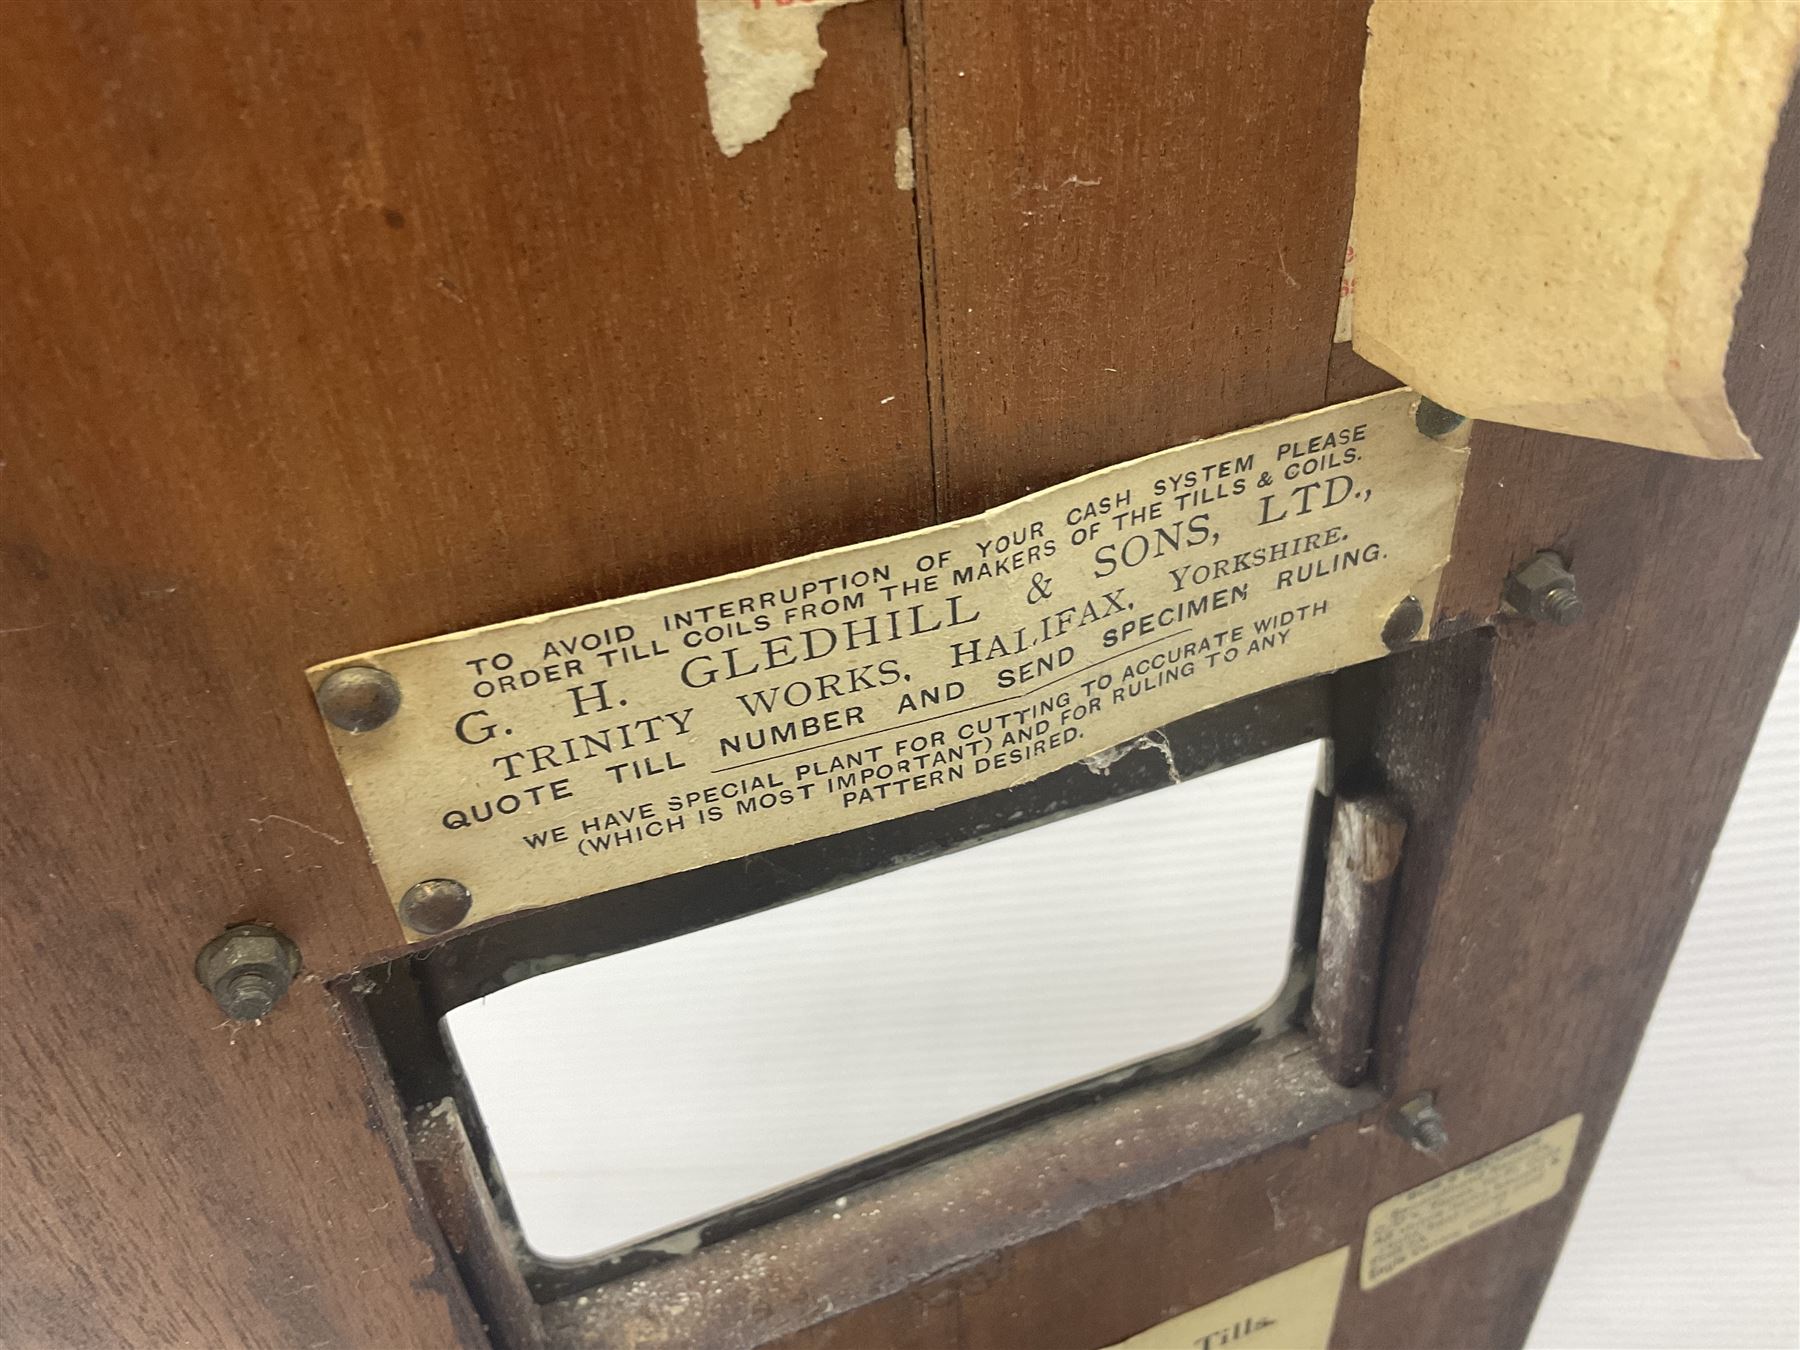 TO AVOID INTERRUPTION OF YOUR CASH SYSTEM PLEASE
ORDER TILL COILS FROM THE MAKERS OF THE TILLS & COILS.
G. H. GLEDHILL & SONS, LTD.,
TRINITY WORKS, HALIFAX, YORKSHIRE.
QUOTE TILL NUMBER AND SEND SPECIMEN RULING.
WE HAVE SPECIAL PLANT FOR CUTTING TO ACCURATE WIDTH
(WHICH IS MOST IMPORTANT) AND FOR RULING TO ANY
PATTERN DESIRED.
Tills.